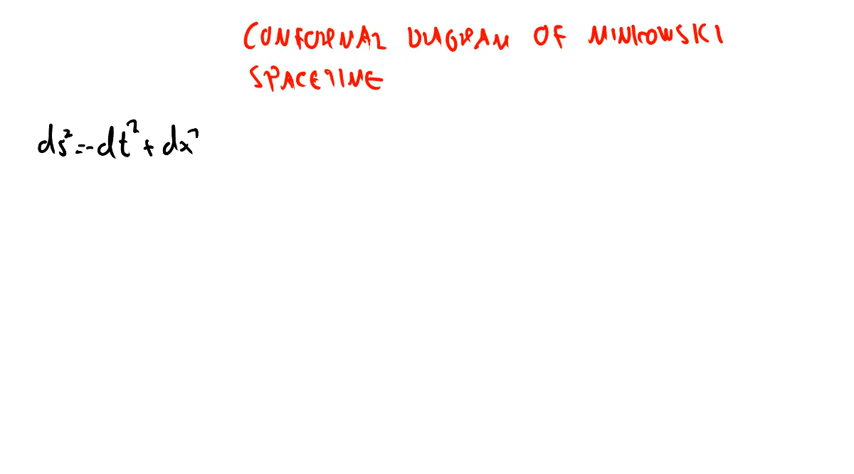 CONFORMAL DIAGRAM OF MINKOWSKI
SPACETIME
ds²=-dt²+dx²